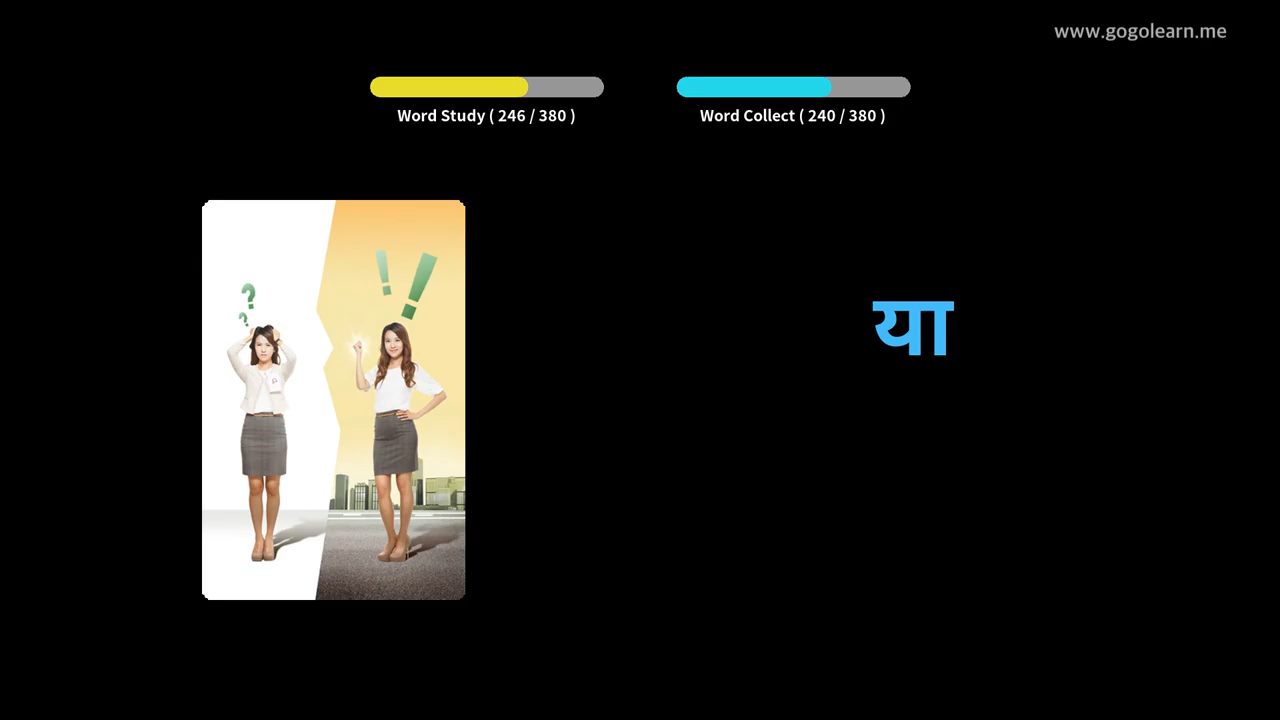 www.gogolearn.me
Word Study ( 246 / 380 )
Word Collect ( 240 / 380 )
? ? ! !
या